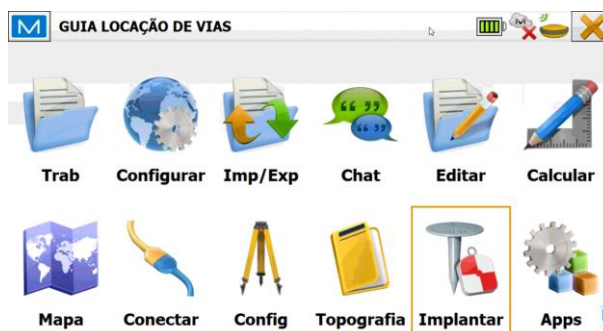 GUIA LOCAÇÃO DE VIAS
Trab Configurar Imp/Exp Chat Editar Calcular
Mapa Conectar Config Topografia Implantar Apps